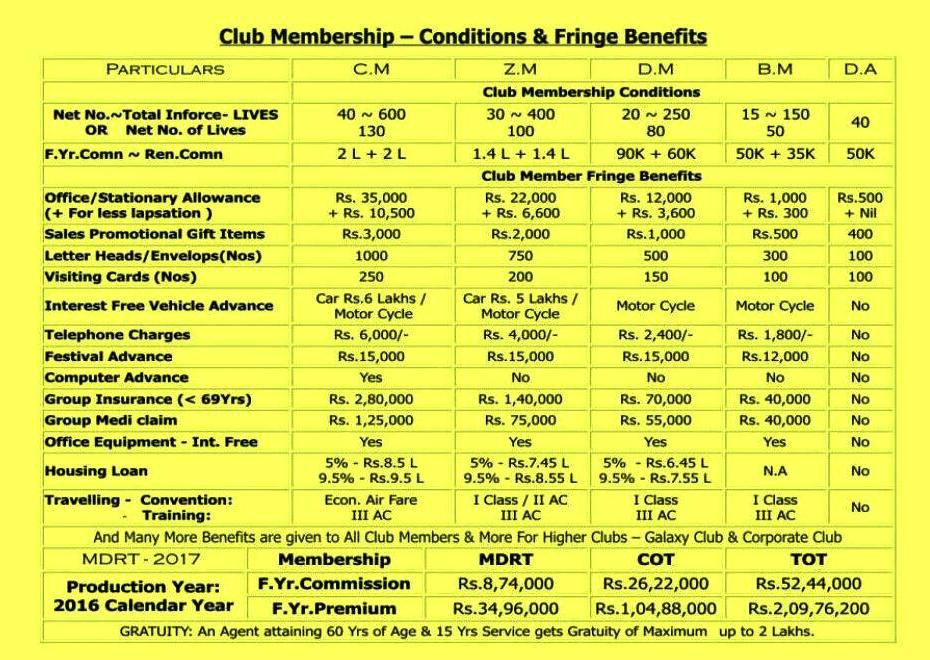 Club Membership – Conditions & Fringe Benefits
PARTICULARS C.M Z.M D.M B.M D.A
Club Membership Conditions
Net No.~Total Inforce- LIVES 40 ~ 600 30 ~ 400 20 ~ 250 15 ~ 150 40
OR Net No. of Lives 130 100 80 50
F.Yr.Comn ~ Ren.Comn 2 L + 2 L 1.4 L + 1.4 L 90K + 60K 50K + 35K 50K
Club Member Fringe Benefits
Office/Stationary Allowance Rs. 35,000 Rs. 22,000 Rs. 12,000 Rs. 1,000 Rs.500
(+ For less lapsation ) + Rs. 10,500 + Rs. 6,600 + Rs. 3,600 + Rs. 300 + Nil
Sales Promotional Gift Items Rs.3,000 Rs.2,000 Rs.1,000 Rs.500 400
Letter Heads/Envelops(Nos) 1000 750 500 300 100
Visiting Cards (Nos) 250 200 150 100 100
Interest Free Vehicle Advance Car Rs.6 Lakhs / Motor Cycle Car Rs. 5 Lakhs / Motor Cycle Motor Cycle Motor Cycle No
Telephone Charges Rs. 6,000/- Rs. 4,000/- Rs. 2,400/- Rs. 1,800/- No
Festival Advance Rs.15,000 Rs.15,000 Rs.15,000 Rs.12,000 No
Computer Advance Yes No No No No
Group Insurance (< 69Yrs) Rs. 2,80,000 Rs. 1,40,000 Rs. 70,000 Rs. 40,000 No
Group Medi claim Rs. 1,25,000 Rs. 75,000 Rs. 55,000 Rs. 40,000 No
Office Equipment - Int. Free Yes Yes Yes Yes No
Housing Loan 5% - Rs.8.5 L 9.5% - Rs.9.5 L 5% - Rs.7.45 L 9.5% - Rs.8.55 L 5% - Rs.6.45 L 9.5% - Rs.7.55 L N.A No
Travelling - Convention: Econ. Air Fare I Class / II AC I Class I Class No
- Training: III AC III AC III AC III AC
And Many More Benefits are given to All Club Members & More For Higher Clubs – Galaxy Club & Corporate Club
MDRT - 2017 Membership MDRT COT TOT
Production Year: F.Yr.Commission Rs.8,74,000 Rs.26,22,000 Rs.52,44,000
2016 Calendar Year F.Yr.Premium Rs.34,96,000 Rs.1,04,88,000 Rs.2,09,76,200
GRATUITY: An Agent attaining 60 Yrs of Age & 15 Yrs Service gets Gratuity of Maximum up to 2 Lakhs.